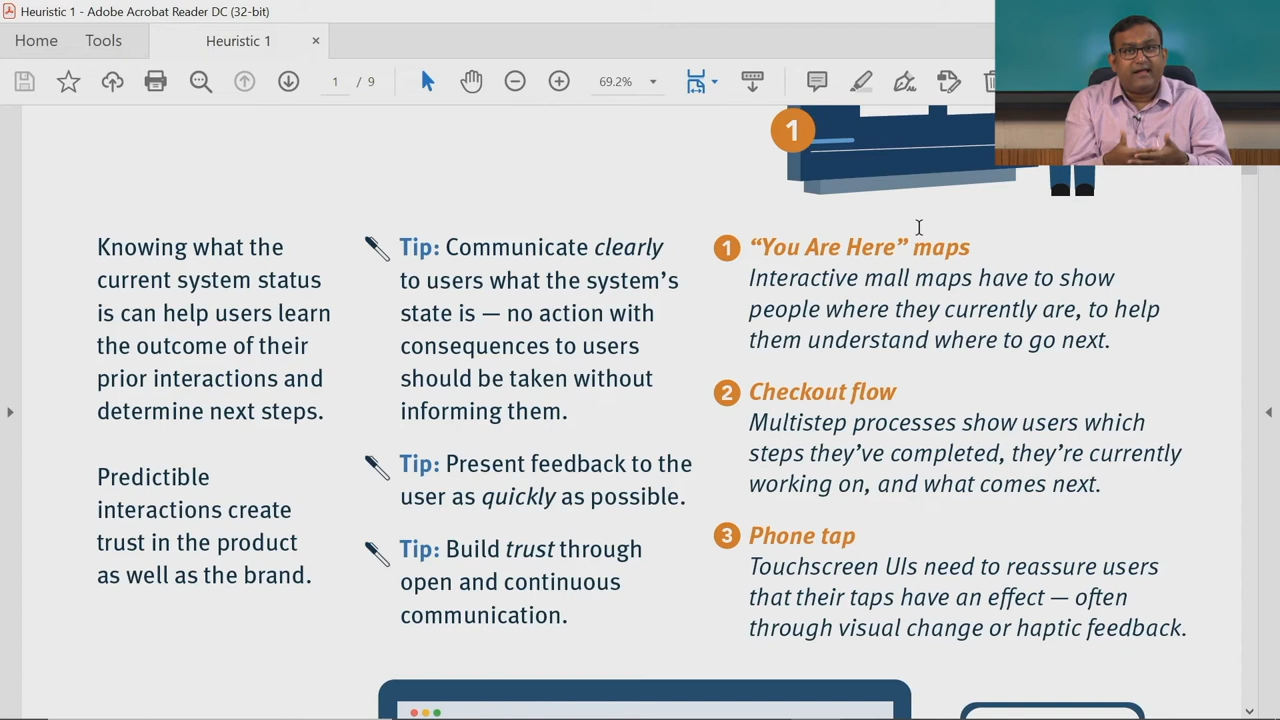 Heuristic 1 - Adobe Acrobat Reader DC (32-bit)
Home
Tools
Heuristic 1
×
1 / 9
69.2%
1
Knowing what the
current system status
is can help users learn
the outcome of their
prior interactions and
determine next steps.
Predictible
interactions create
trust in the product
as well as the brand.
Tip: Communicate clearly
to users what the system’s
state is — no action with
consequences to users
should be taken without
informing them.
Tip: Present feedback to the
user as quickly as possible.
Tip: Build trust through
open and continuous
communication.
1 “You Are Here” maps
Interactive mall maps have to show
people where they currently are, to help
them understand where to go next.
2 Checkout flow
Multistep processes show users which
steps they’ve completed, they’re currently
working on, and what comes next.
3 Phone tap
Touchscreen UIs need to reassure users
that their taps have an effect — often
through visual change or haptic feedback.